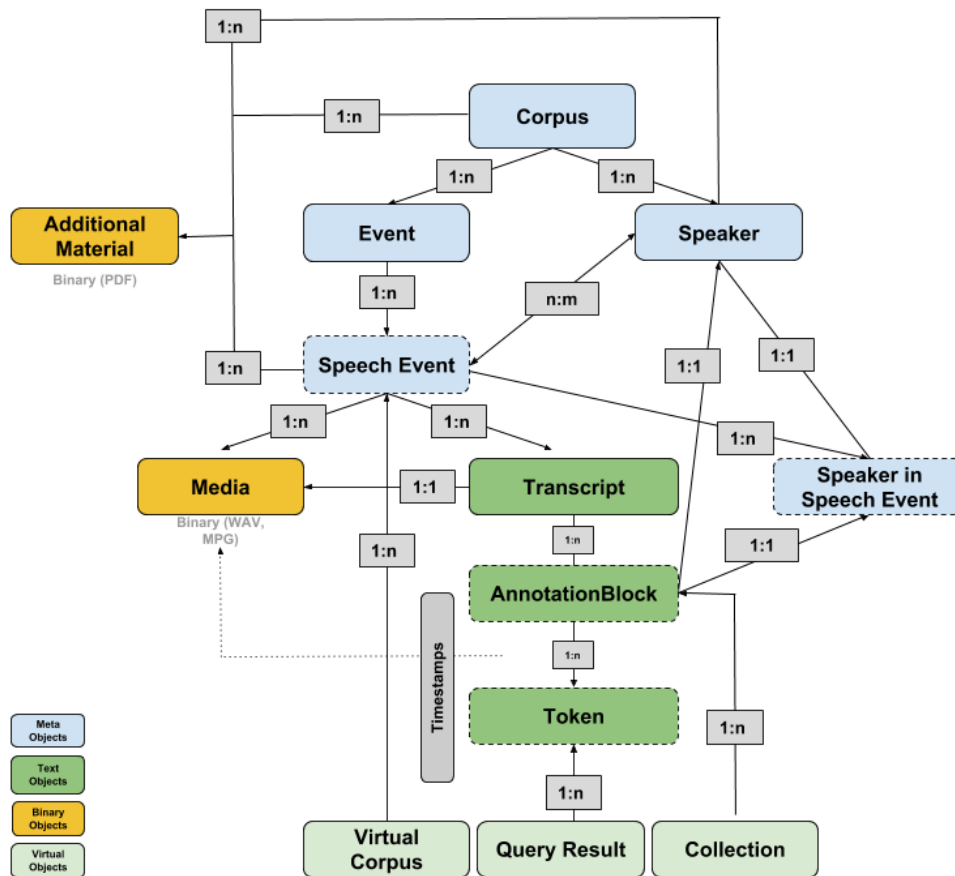 1:n
1:n
Corpus
1:n
1:n
Additional
Material
Binary (PDF)
Event
Speaker
1:n
n:m
1:n
Speech Event
1:1
1:1
1:n
1:n
1:n
Media
Binary (WAV,
MPG)
1:1
Transcript
Speaker in
Speech Event
1:n
1:n
1:1
AnnotationBlock
Timestamps
1:n
Token
1:n
1:n
Meta
Objects
Text
Objects
Binary
Objects
Virtual
Objects
Virtual
Corpus
Query Result
Collection